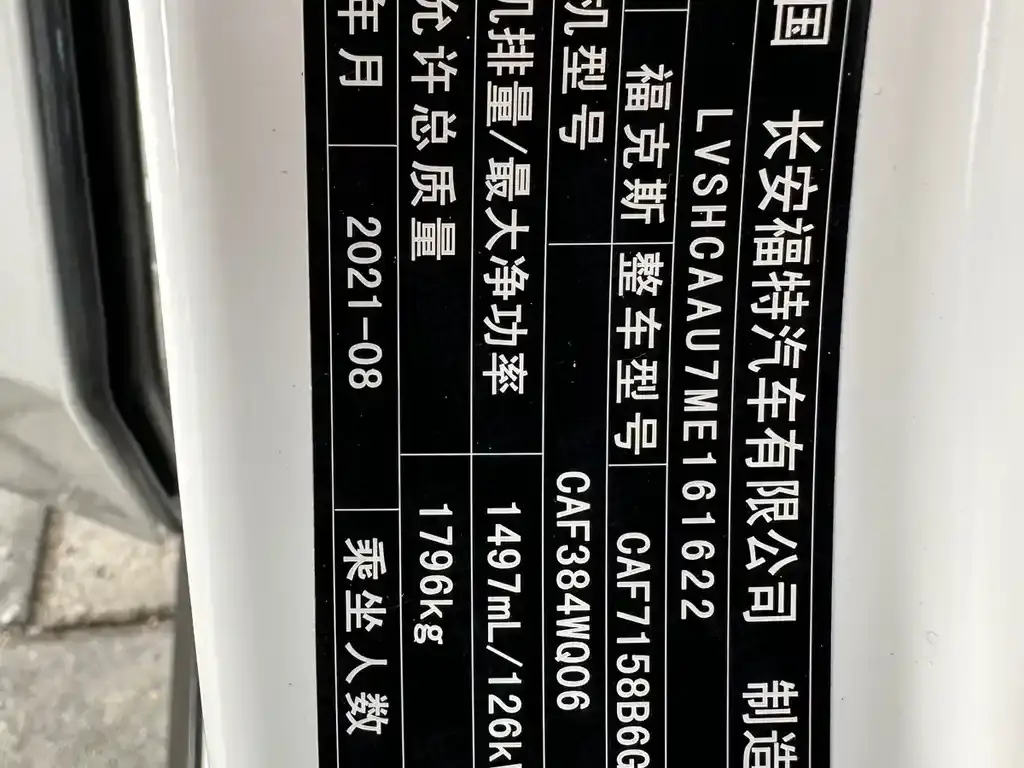 国
长安福特汽车有限公司 制造
LVSHCAAU7ME161622
福克斯 整车型号 CAF7158B6G
机型号 CAF384WQ06
机排量/最大净功率 1497mL/126k
允许总质量 1796kg
年月 2021-08 乘坐人数